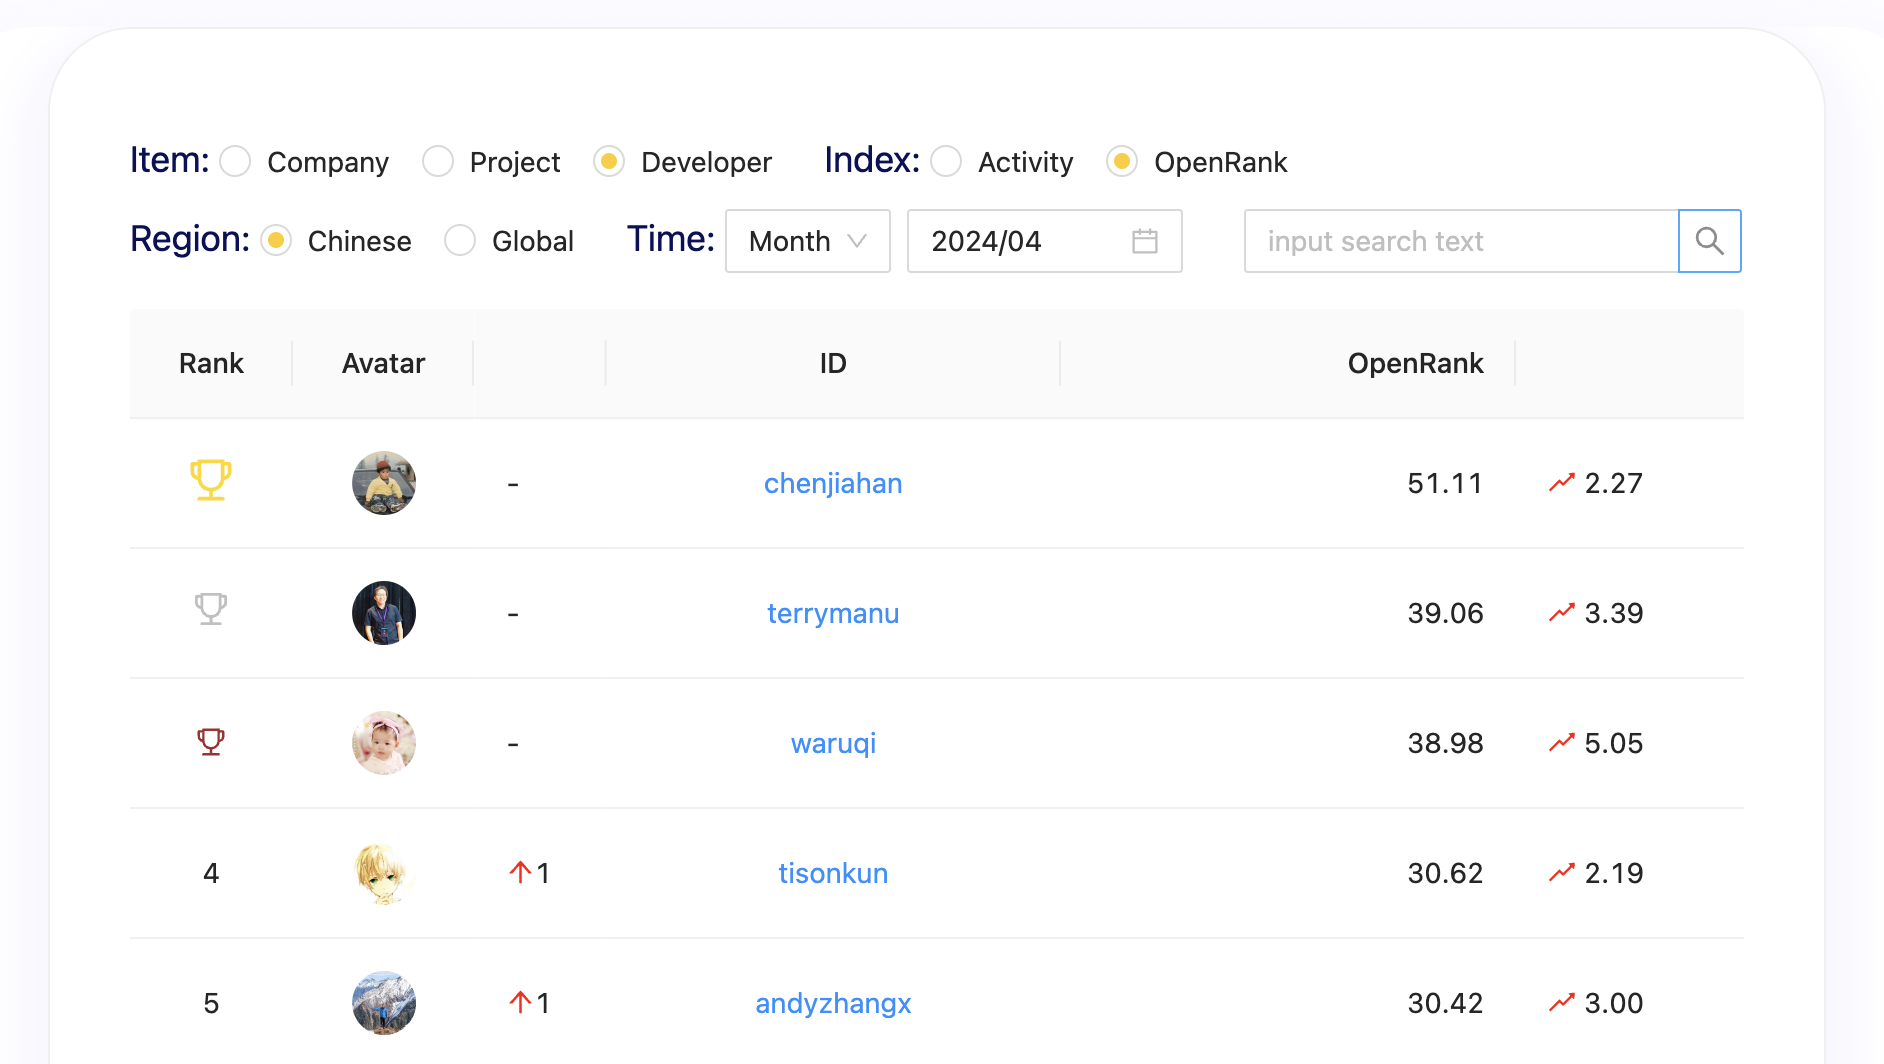 Item: Company Project Developer Index: Activity OpenRank
Region: Chinese Global Time: Month 2024/04 input search text
Rank Avatar ID OpenRank
- chenjiahan 51.11 2.27
- terrymanu 39.06 3.39
- waruqi 38.98 5.05
4 ↑1 tisonkun 30.62 2.19
5 ↑1 andyzhangx 30.42 3.00